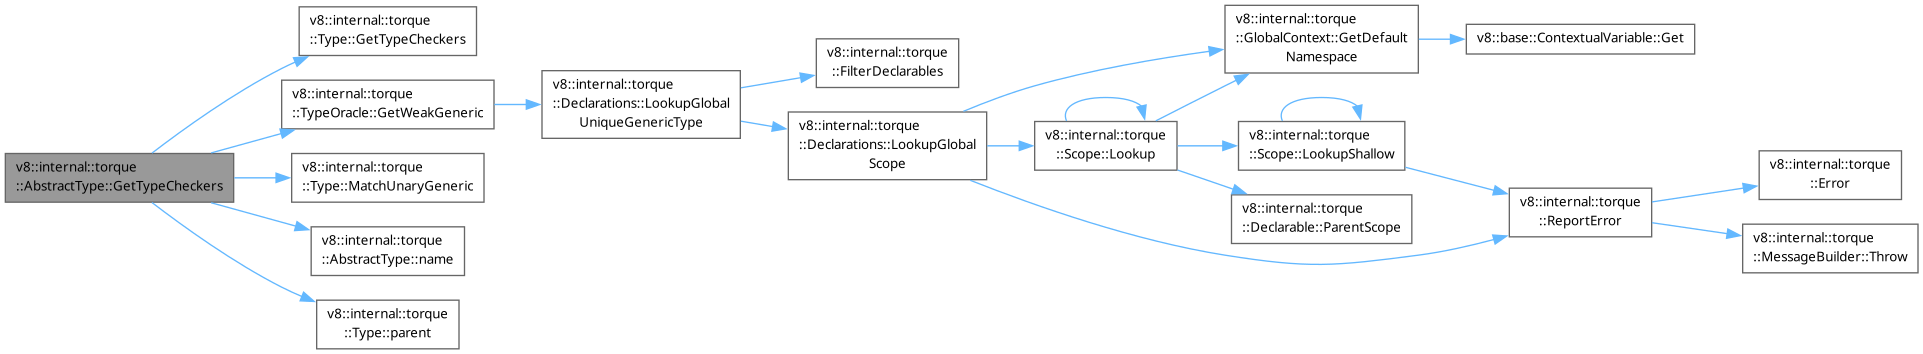 v8::internal::torque
::AbstractType::GetTypeCheckers
v8::internal::torque
::Type::GetTypeCheckers
v8::internal::torque
::TypeOracle::GetWeakGeneric
v8::internal::torque
::Type::MatchUnaryGeneric
v8::internal::torque
::AbstractType::name
v8::internal::torque
::Type::parent
v8::internal::torque
::Declarations::LookupGlobal
UniqueGenericType
v8::internal::torque
::FilterDeclarables
v8::internal::torque
::Declarations::LookupGlobal
Scope
v8::internal::torque
::Scope::Lookup
v8::internal::torque
::GlobalContext::GetDefault
Namespace
v8::internal::torque
::Scope::LookupShallow
v8::internal::torque
::Declarable::ParentScope
v8::base::ContextualVariable::Get
v8::internal::torque
::ReportError
v8::internal::torque
::Error
v8::internal::torque
::MessageBuilder::Throw